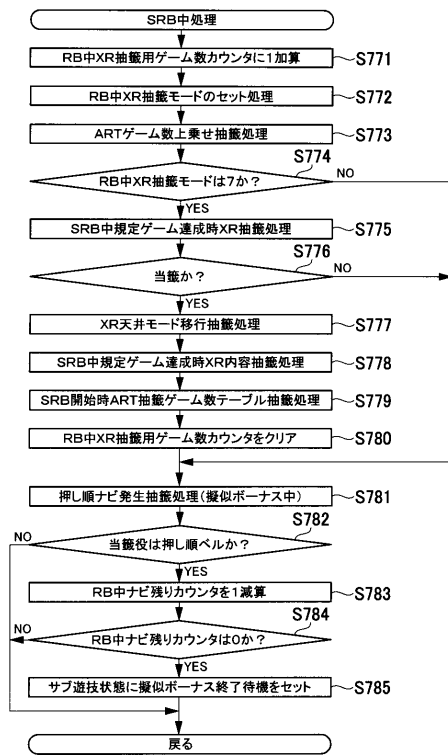 SRB中処理
RB中XR抽籤用ゲーム数カウンタに1加算 S771
RB中XR抽籤モードのセット処理 S772
ARTゲーム数上乗せ抽籤処理 S773
S774
RB中XR抽籤モードは7か？ NO
YES
SRB中規定ゲーム達成時XR抽籤処理 S775
S776
当籤か？ NO
YES
XR天井モード移行抽籤処理 S777
SRB中規定ゲーム達成時XR内容抽籤処理 S778
SRB開始時ART抽籤ゲーム数テーブル抽籤処理 S779
RB中XR抽籤用ゲーム数カウンタをクリア S780
押し順ナビ発生抽籤処理(擬似ボーナス中) S781
S782
NO 当籤役は押し順ベルか？
YES
RB中ナビ残りカウンタを1減算 S783
S784
NO RB中ナビ残りカウンタは0か？
YES
サブ遊技状態に擬似ボーナス終了待機をセット S785
戻る